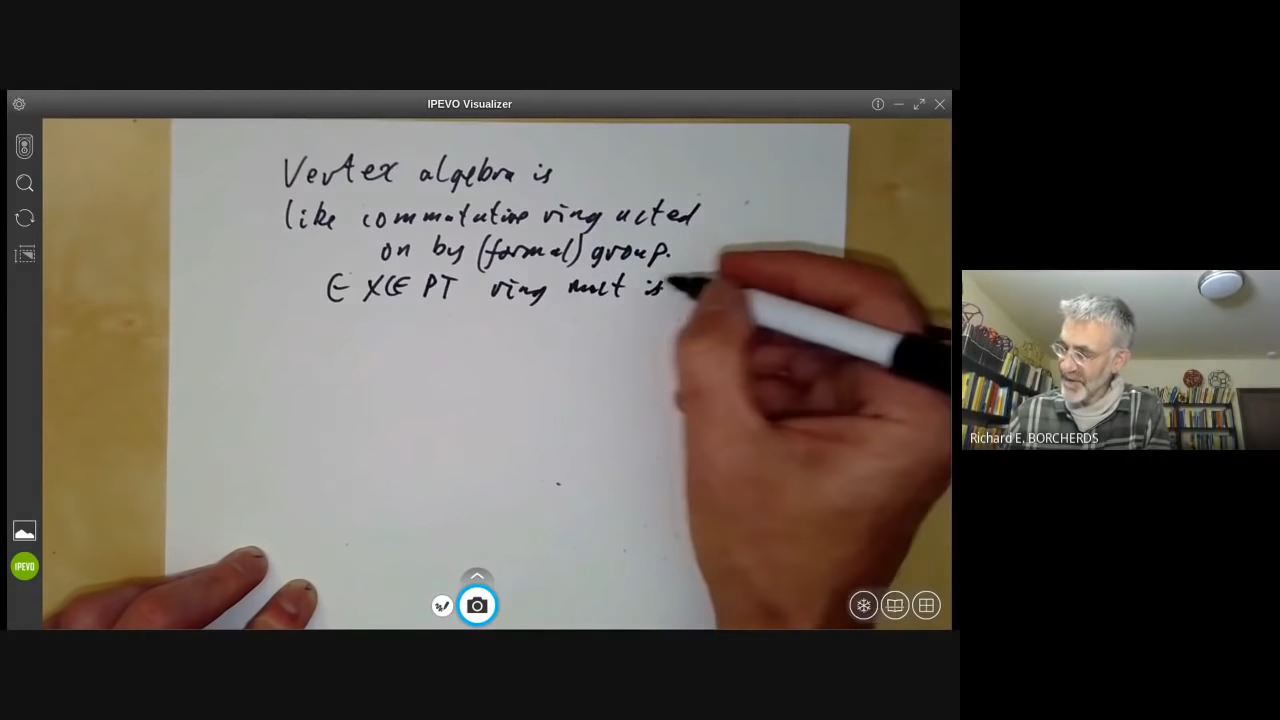 IPEVO Visualizer
Vertex algebra is
like commutative ring acted
on by (formal) group.
EXCEPT ring mult is
Richard E, BORCHERDS
IPEVO